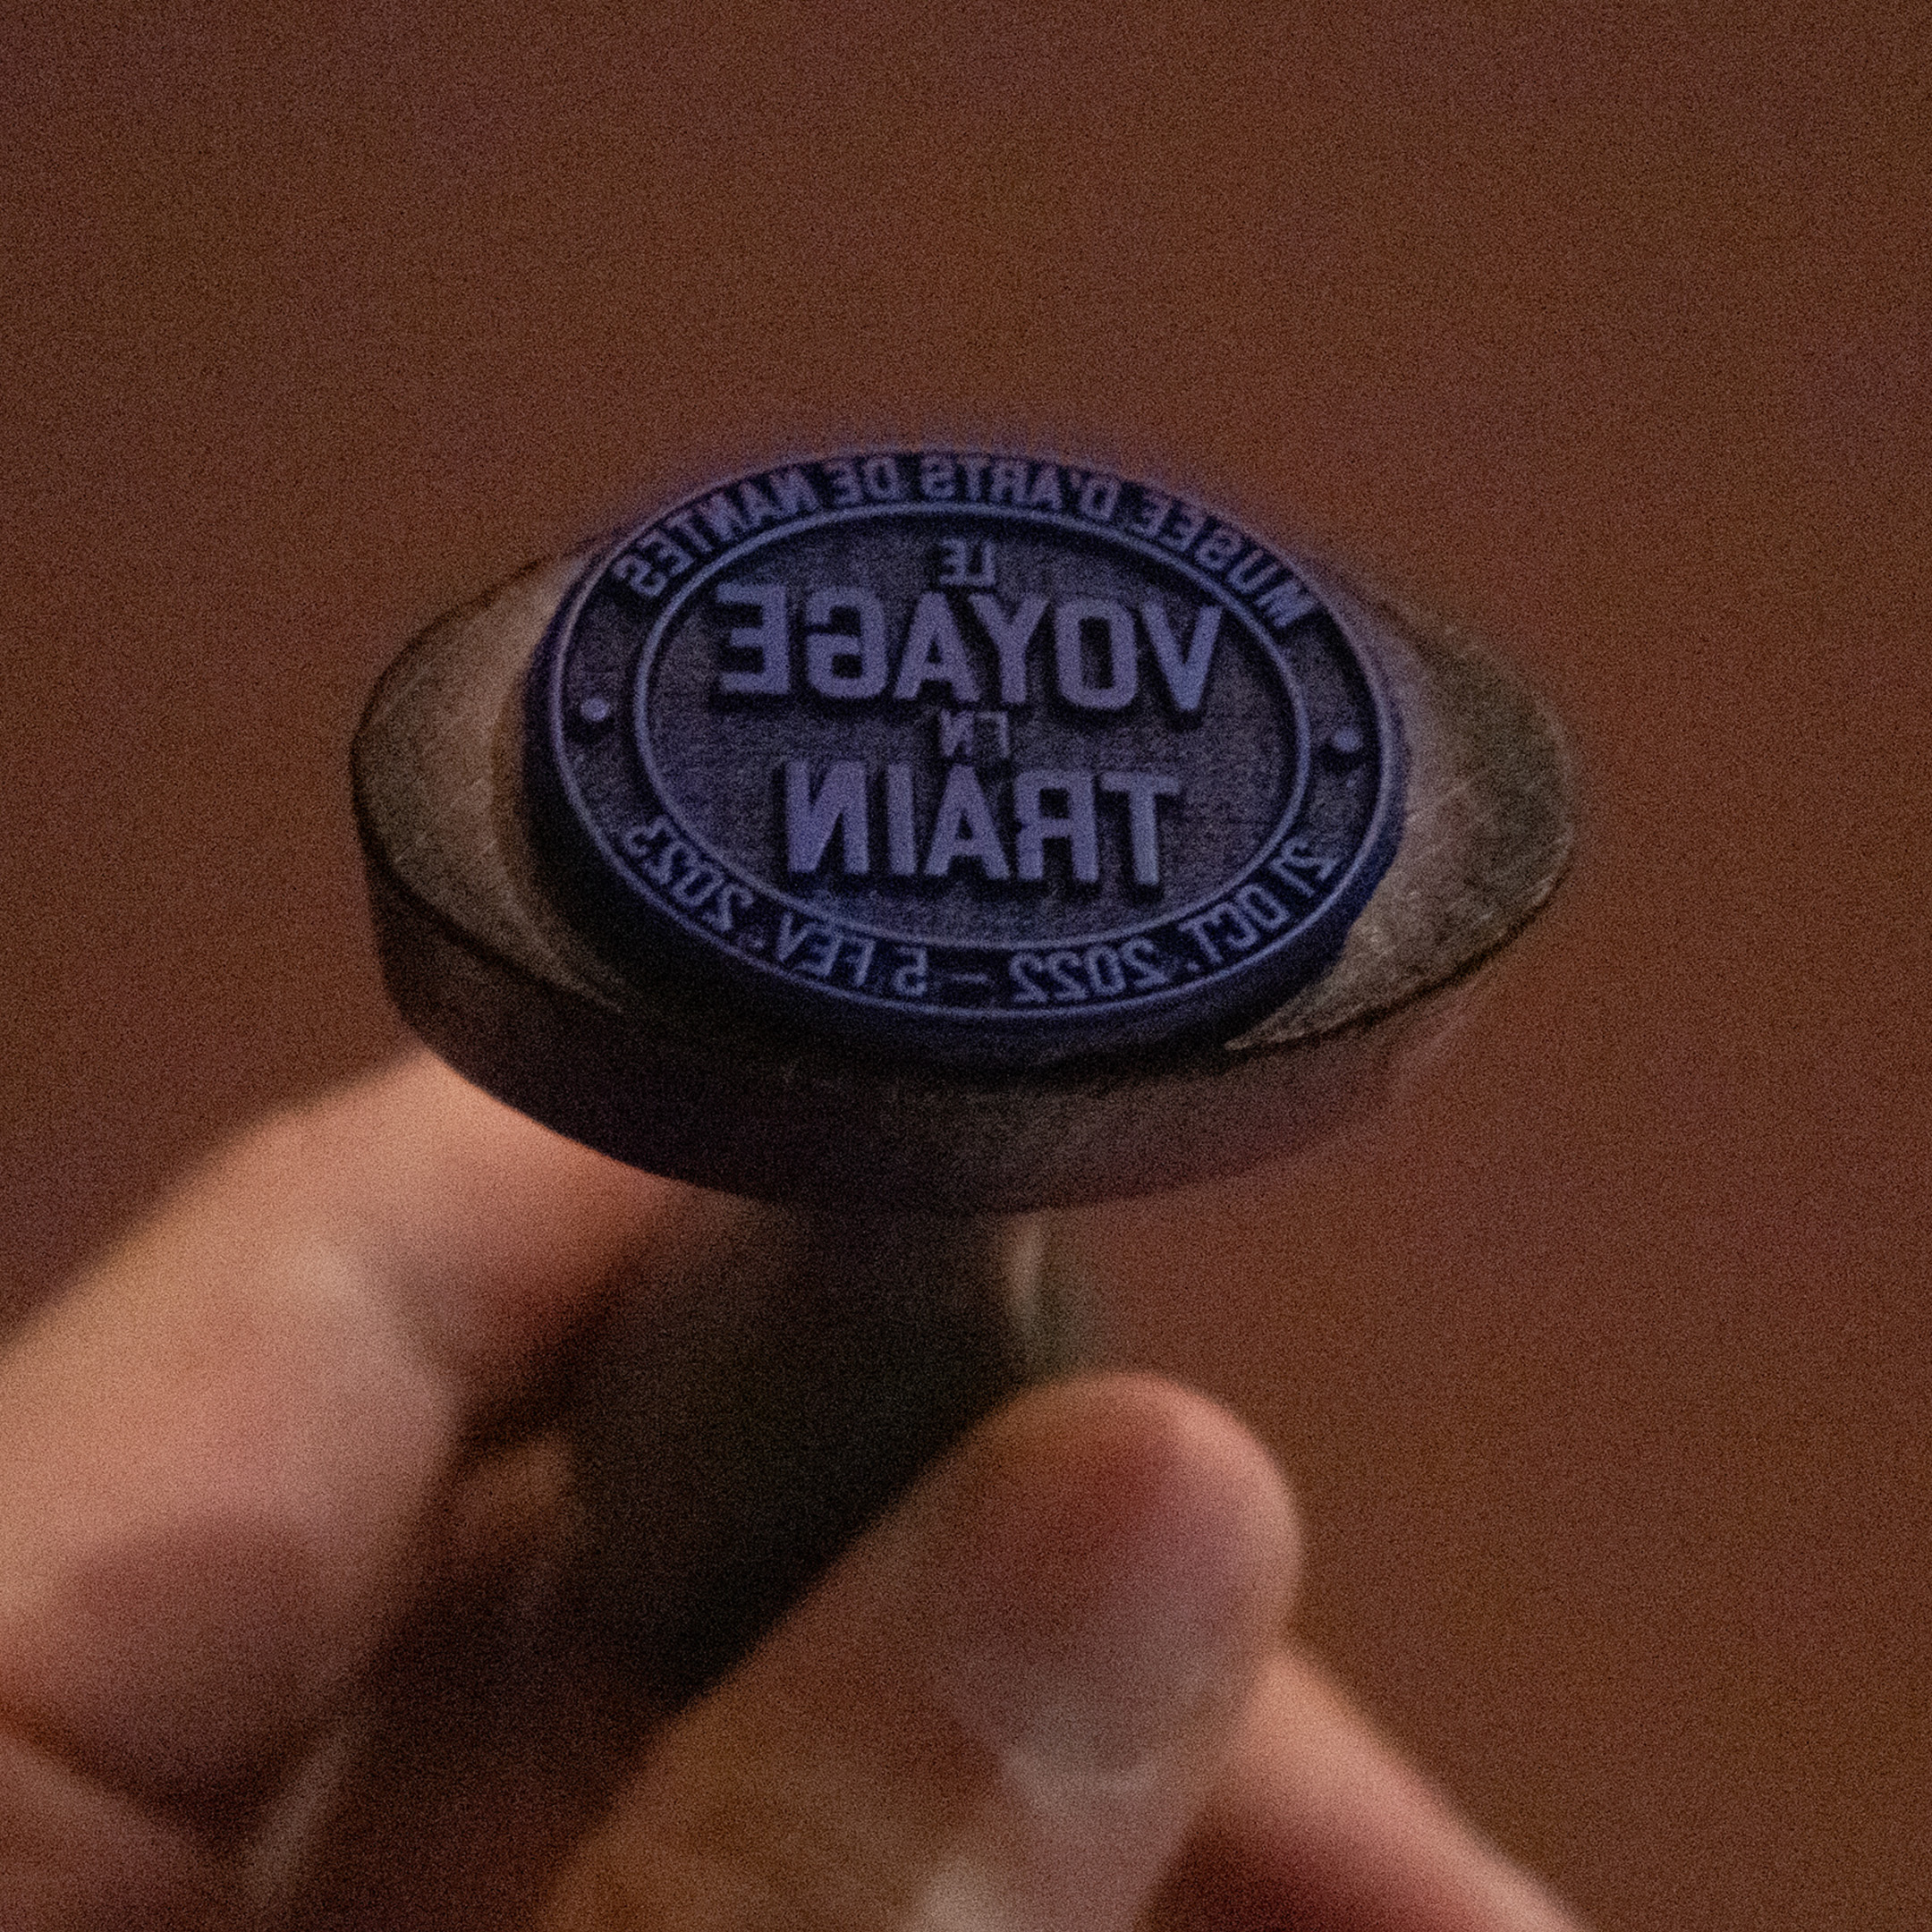 MUSEE D'ARTS DE NANTES
LE
VOYAGE
EN
TRAIN
21 OCT. 2022 – 5 FEV. 2023